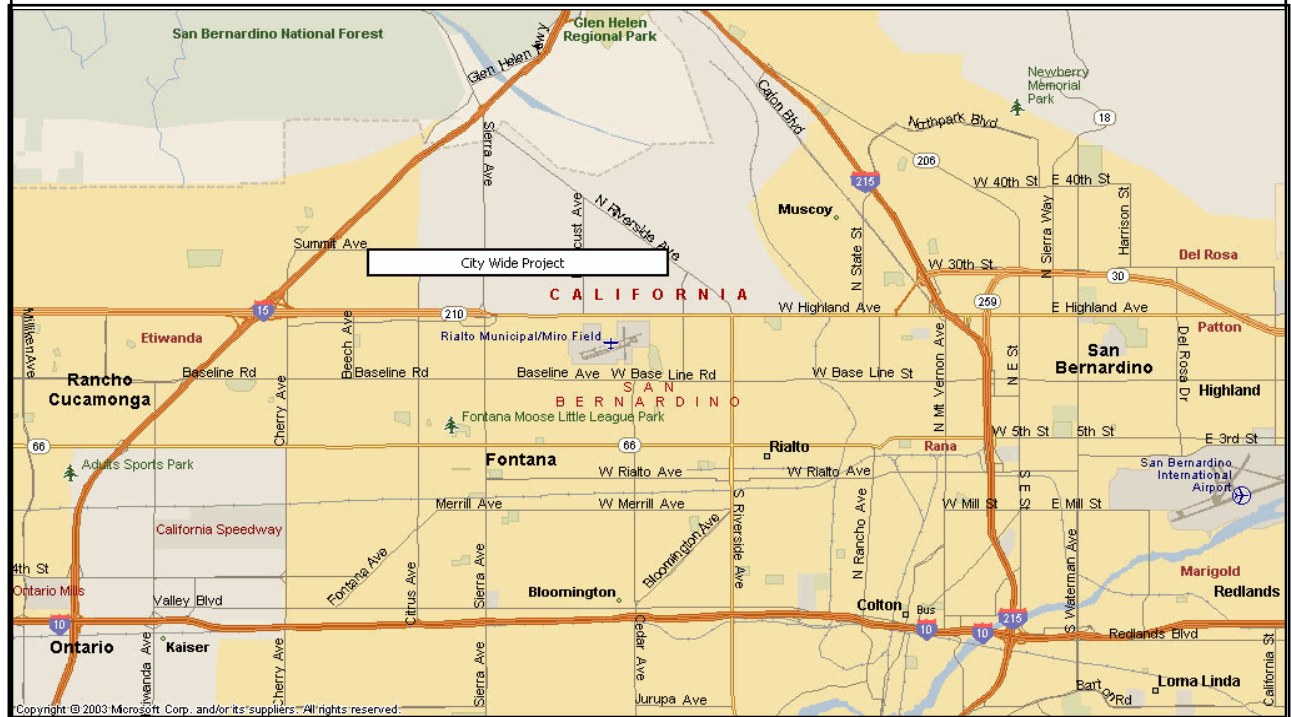 San Bernardino National Forest
Glen Helen
Regional Park
Glen Helen Pkwy
Newberry
Memorial
Park
Cajon Blvd
18
Northpark Blvd
206
Sierra Ave
215
W 40th St
E 40th St
N Riverside Ave
Muscoy
N State St
N Sierra Way
Harrison St
Summit Ave
City Wide Project
W 30th St
30
Del Rosa
CALIFORNIA
259
15
210
W Highland Ave
E Highland Ave
Milliken Ave
Etiwanda
Beech Ave
Rialto Municipal/Miro Field
N Mt Vernon Ave
N E St
Patton
San
Bernardino
Del Rosa Dr
Rancho
Cucamonga
Baseline Rd
Baseline Rd
Baseline Ave
W Base Line Rd
W Base Line St
SAN
BERNARDINO
Highland
Cherry Ave
Fontana Moose Little League Park
66
66
Rialto
Rana
W 5th St
5th St
E 3rd St
Adults Sports Park
Fontana
W Rialto Ave
W Rialto Ave
San Bernardino
International
Airport
Merrill Ave
W Merrill Ave
S Riverside Ave
N Rancho Ave
W Mill St
S E St
E Mill St
California Speedway
Bloomington Ave
4th St
Fontana Ave
Citrus Ave
Sierra Ave
S Waterman Ave
Marigold
Ontario Mills
Valley Blvd
Bloomington
Colton
Bus
Redlands
10
10
10
215
Redlands Blvd
Ontario
Kaiser
Cherry Ave
Sierra Ave
Cedar Ave
California St
Jurupa Ave
Barton Rd
Loma Linda
Copyright © 2003 Microsoft Corp. and/or its suppliers. All rights reserved.